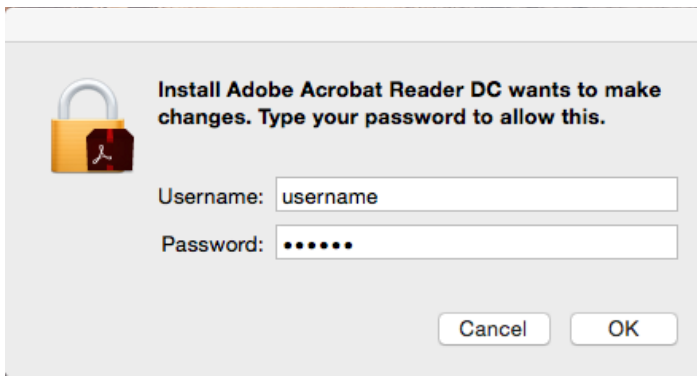 Install Adobe Acrobat Reader DC wants to make
changes. Type your password to allow this.
Username: username
Password: ••••••
Cancel OK